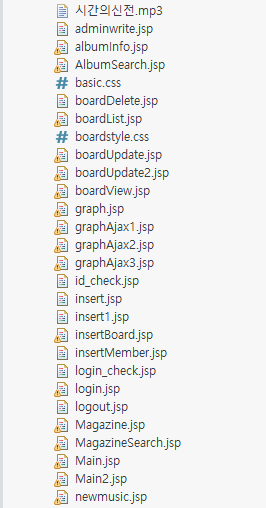 시간의신전.mp3
adminwrite.jsp
albumInfo.jsp
AlbumSearch.jsp
basic.css
boardDelete.jsp
boardList.jsp
boardstyle.css
boardUpdate.jsp
boardUpdate2.jsp
boardView.jsp
graph.jsp
graphAjax1.jsp
graphAjax2.jsp
graphAjax3.jsp
id_check.jsp
insert.jsp
insert1.jsp
insertBoard.jsp
insertMember.jsp
login_check.jsp
login.jsp
logout.jsp
Magazine.jsp
MagazineSearch.jsp
Main.jsp
Main2.jsp
newmusic.jsp